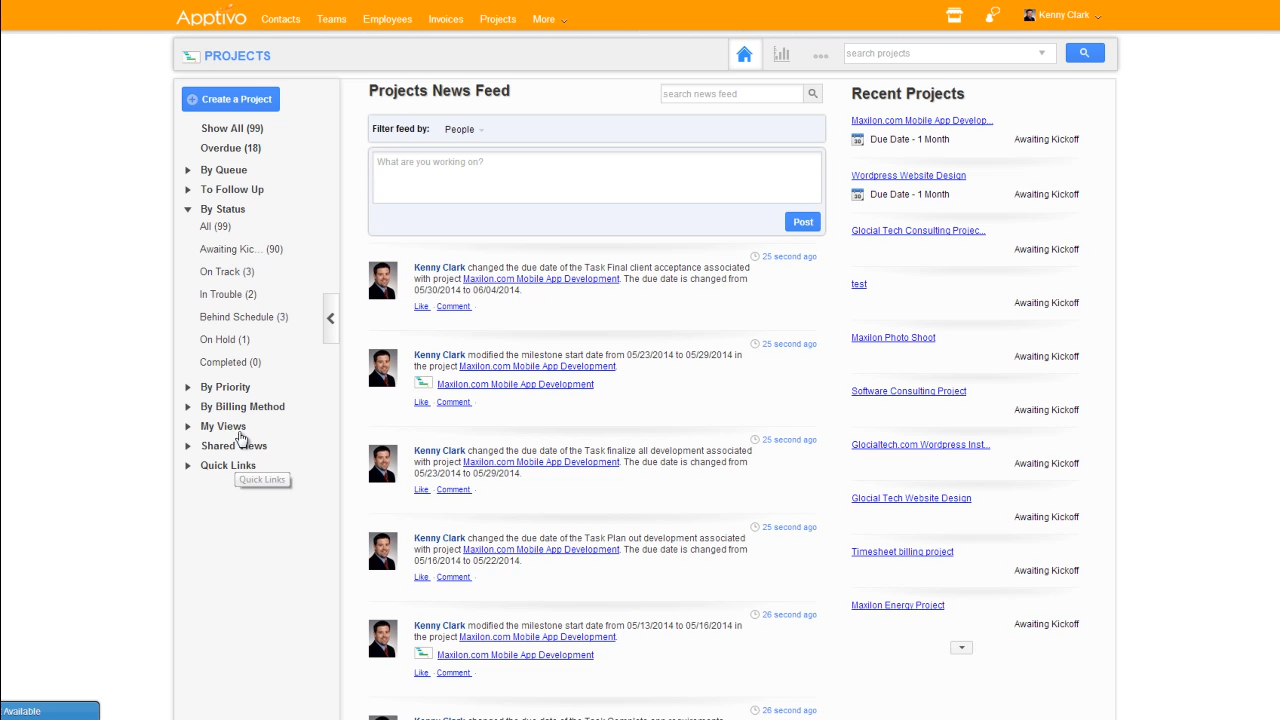 Apptivo Contacts Teams Employees Invoices Projects More Kenny Clark
PROJECTS search projects
Create a Project
Show All (99)
Overdue (18)
By Queue
To Follow Up
By Status
All (99)
Awaiting Kic... (90)
On Track (3)
In Trouble (2)
Behind Schedule (3)
On Hold (1)
Completed (0)
By Priority
By Billing Method
My Views
Quick Links
Quick Links
Projects News Feed search news feed
Filter feed by: People
What are you working on?
Post
25 second ago
Kenny Clark changed the due date of the Task Final client acceptance associated
with project Maxilon.com Mobile App Development. The due date is changed from
05/30/2014 to 06/04/2014.
Like Comment
25 second ago
Kenny Clark modified the milestone start date from 05/23/2014 to 05/29/2014 in
the project Maxilon.com Mobile App Development.
Maxilon.com Mobile App Development
Like Comment
25 second ago
Kenny Clark changed the due date of the Task finalize all development associated
with project Maxilon.com Mobile App Development. The due date is changed from
05/23/2014 to 05/29/2014.
Like Comment
25 second ago
Kenny Clark changed the due date of the Task Plan out development associated
with project Maxilon.com Mobile App Development. The due date is changed from
05/16/2014 to 05/22/2014.
Like Comment
26 second ago
Kenny Clark modified the milestone start date from 05/13/2014 to 05/16/2014 in
the project Maxilon.com Mobile App Development.
Maxilon.com Mobile App Development
Like Comment
26 second ago
Kenny Clark changed the due date of the Task Complete app requirements
Recent Projects
Maxilon.com Mobile App Develop...
30 Due Date - 1 Month Awaiting Kickoff
Wordpress Website Design
30 Due Date - 1 Month Awaiting Kickoff
Glocial Tech Consulting Projec...
Awaiting Kickoff
test
Awaiting Kickoff
Maxilon Photo Shoot
Awaiting Kickoff
Software Consulting Project
Awaiting Kickoff
Glocialtech.com Wordpress Inst...
Awaiting Kickoff
Glocial Tech Website Design
Awaiting Kickoff
Timesheet billing project
Awaiting Kickoff
Maxilon Energy Project
Awaiting Kickoff
Available